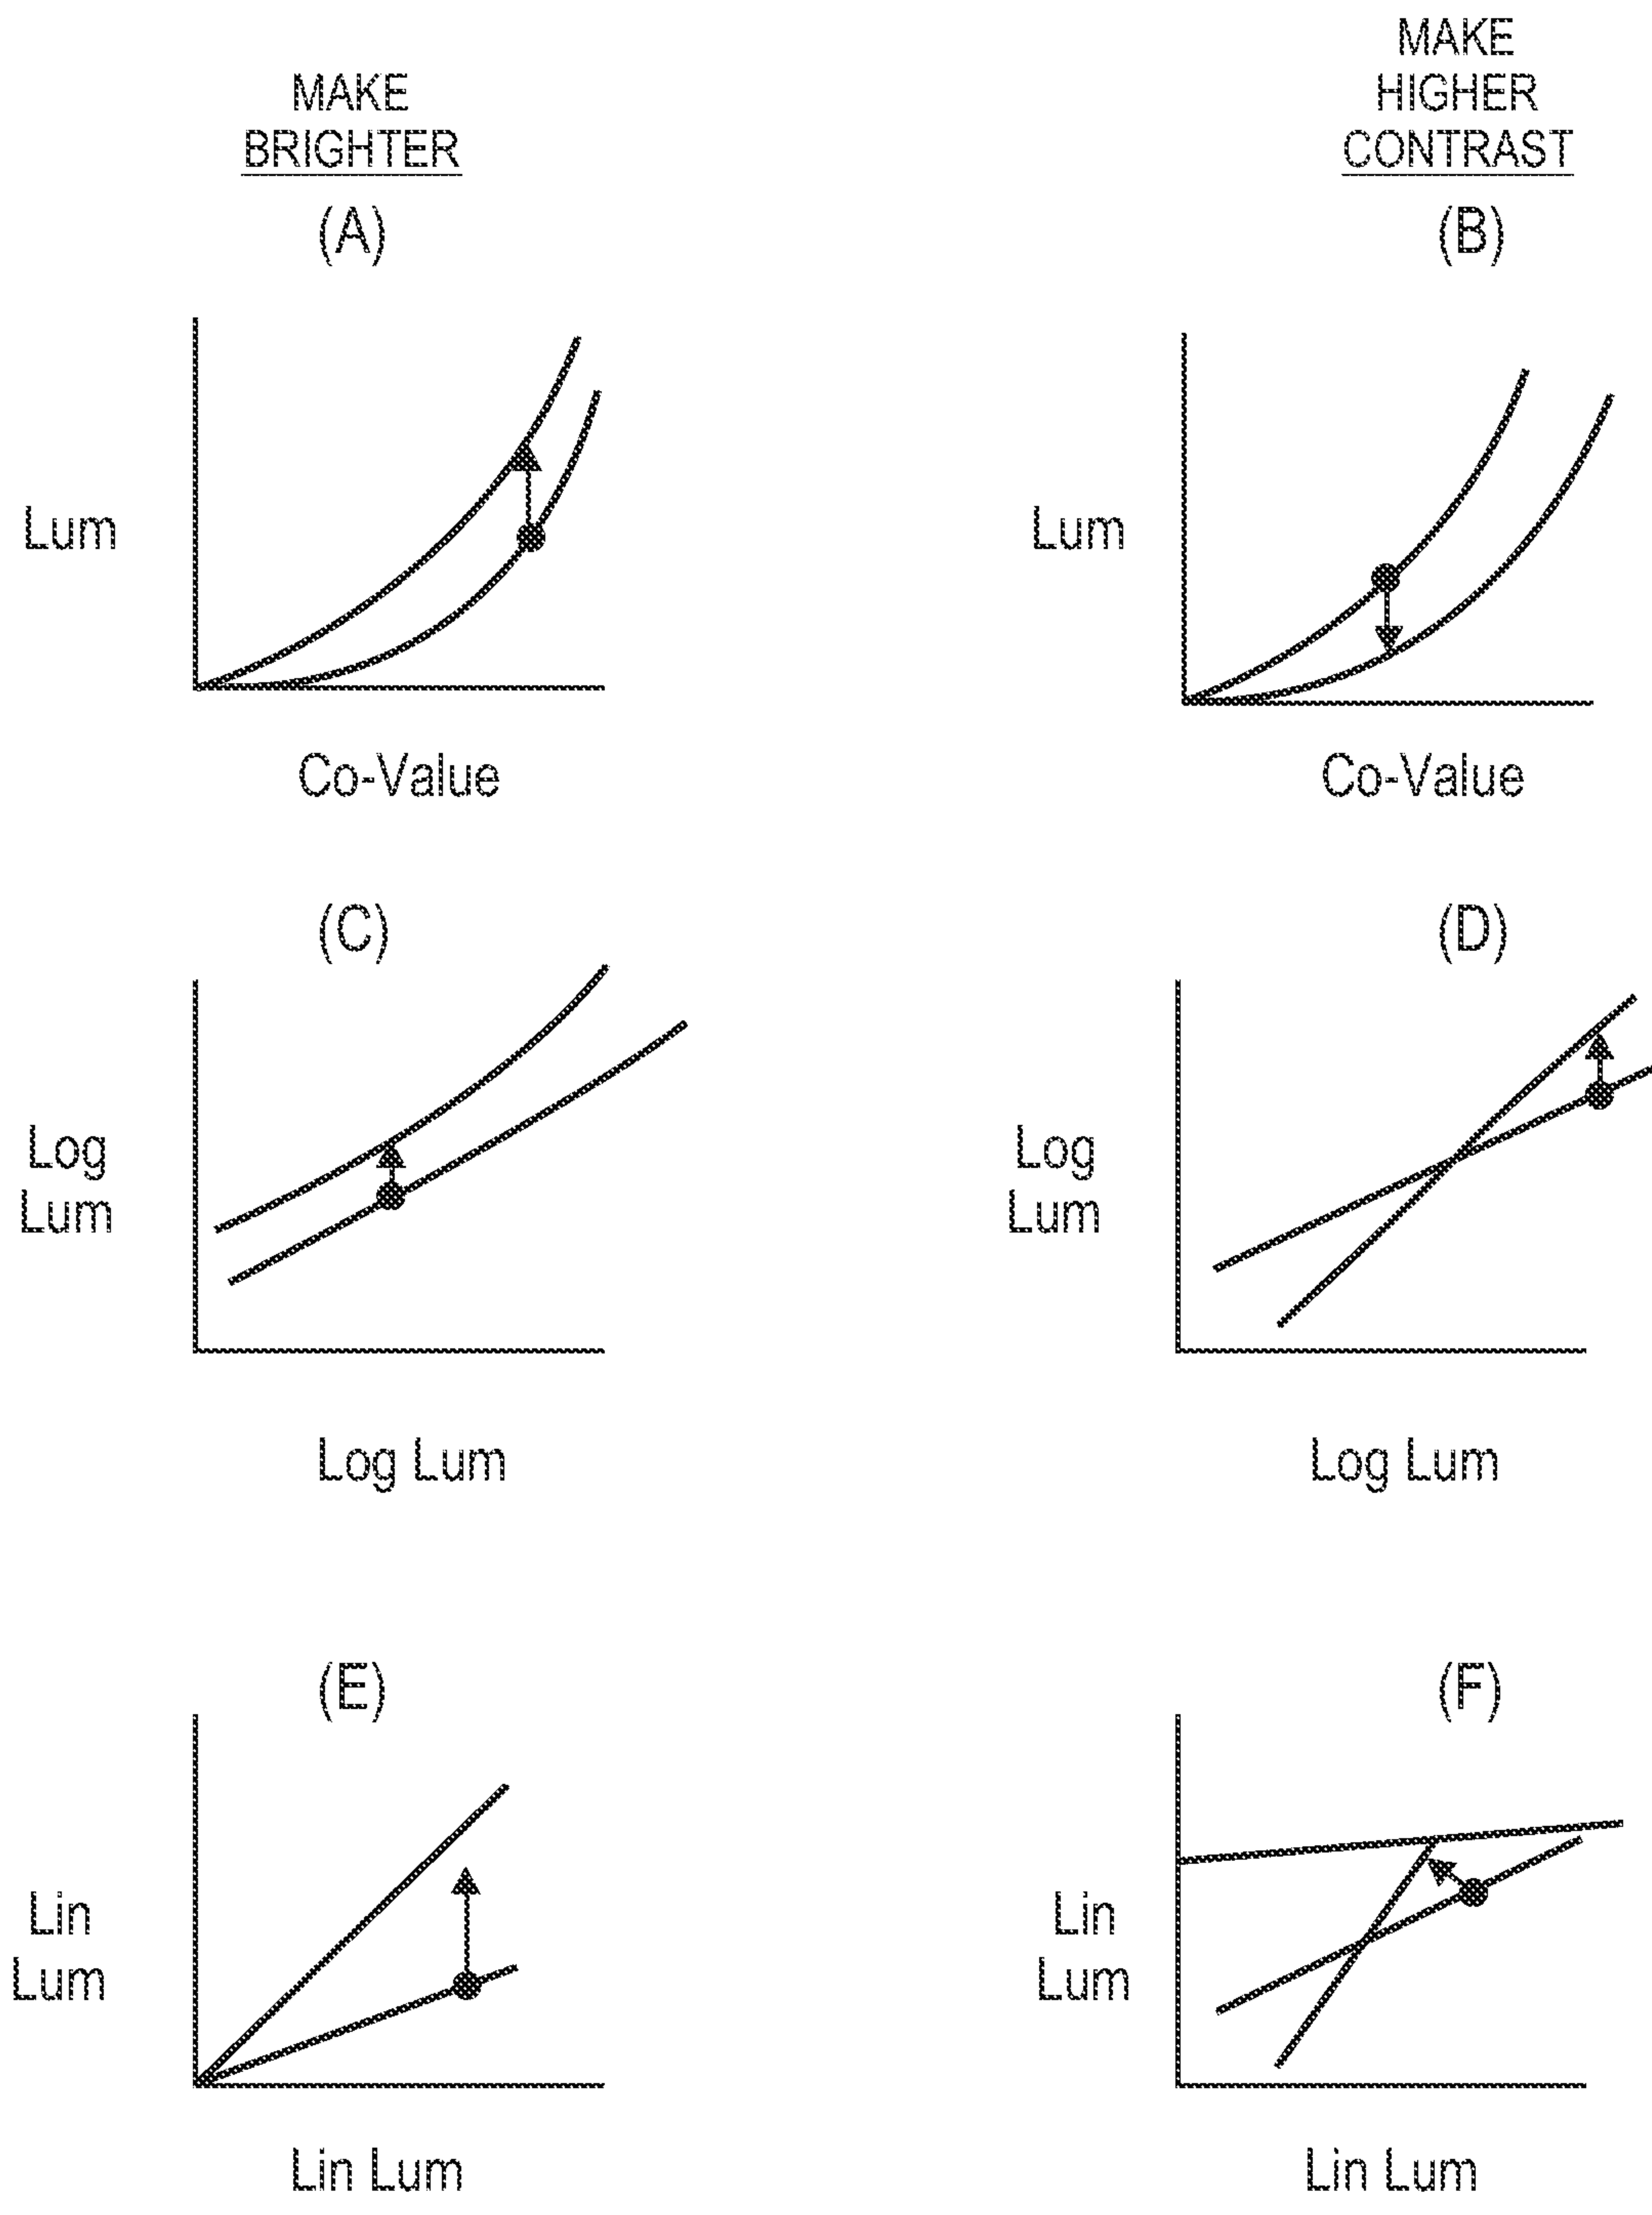 MAKE
BRIGHTER
(A)
MAKE
HIGHER
CONTRAST
(B)
Lum
Co-Value
Lum
Co-Value
(C)
Log
Lum
Log Lum
(D)
Log
Lum
Log Lum
(E)
Lin
Lum
Lin Lum
(F)
Lin
Lum
Lin Lum